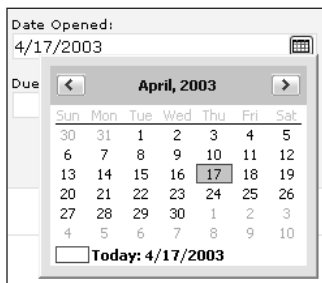 Date Opened:
4/17/2003
Due
April, 2003
Sun Mon Tue Wed Thu Fri Sat
30 31 1 2 3 4 5
6 7 8 9 10 11 12
13 14 15 16 17 18 19
20 21 22 23 24 25 26
27 28 29 30 1 2 3
4 5 6 7 8 9 10
Today: 4/17/2003